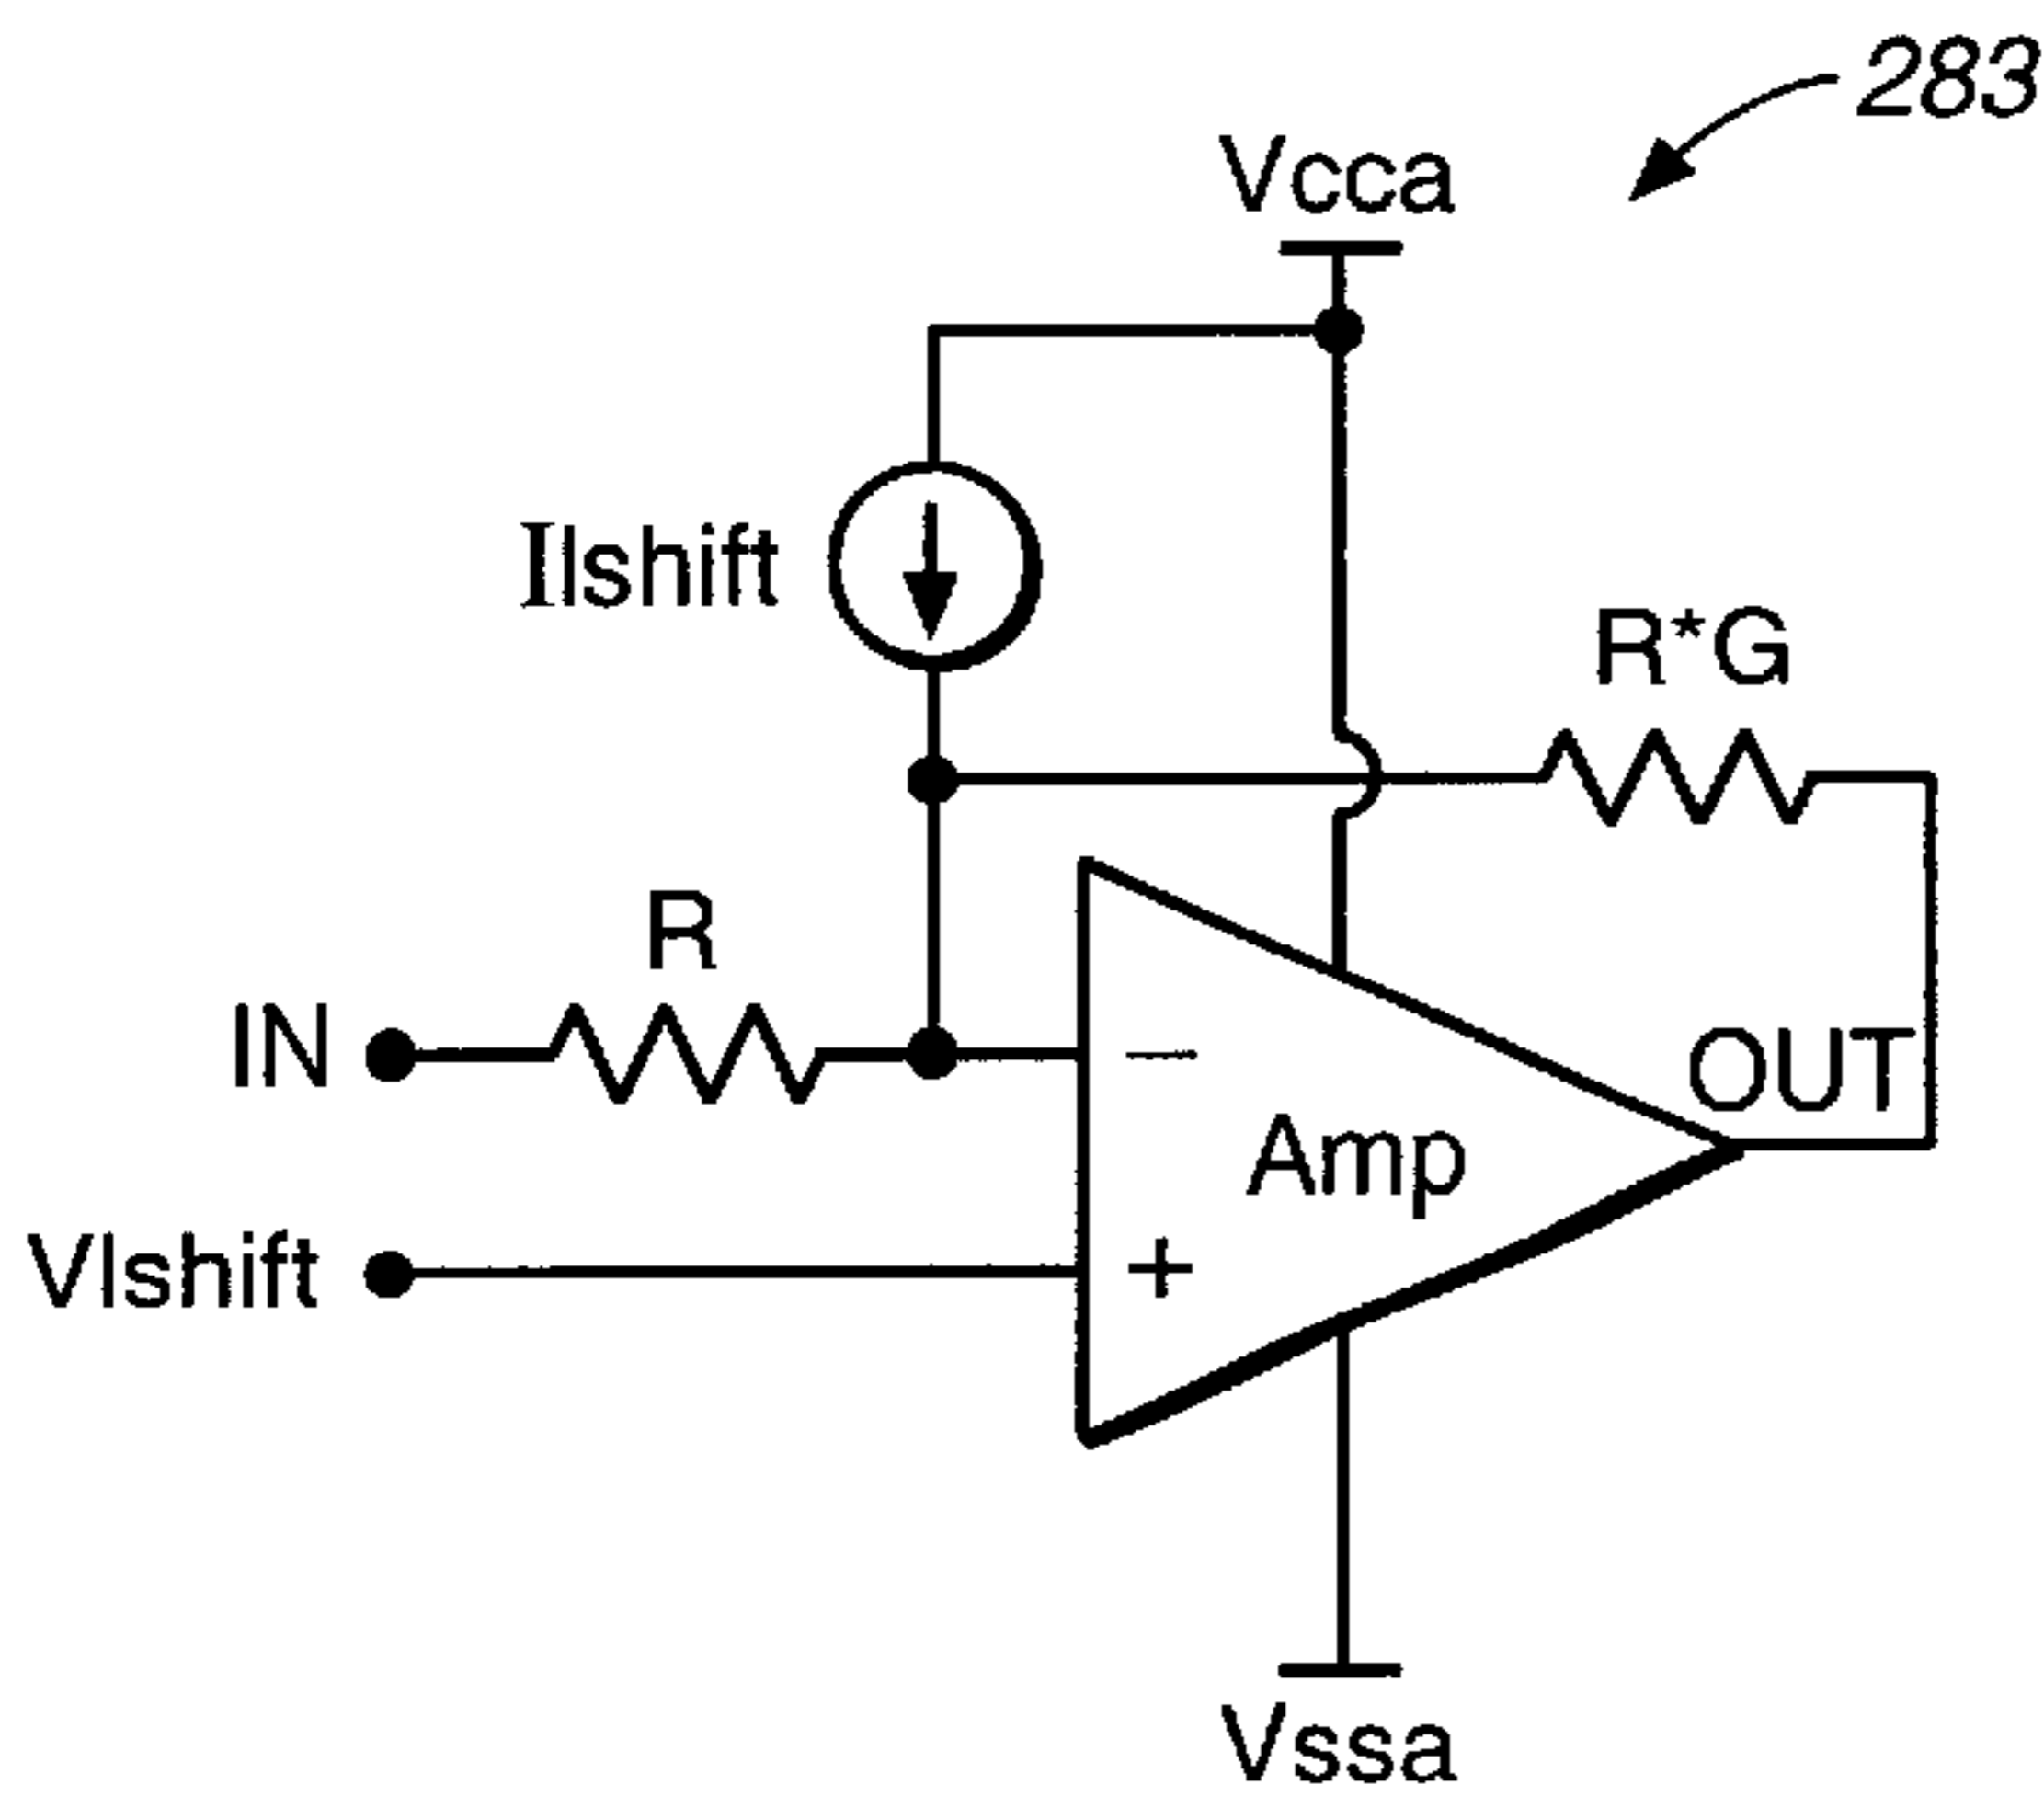 283
Vcca
Ilshift
R*G
R
IN
OUT
−
Amp
Vlshift
+
Vssa